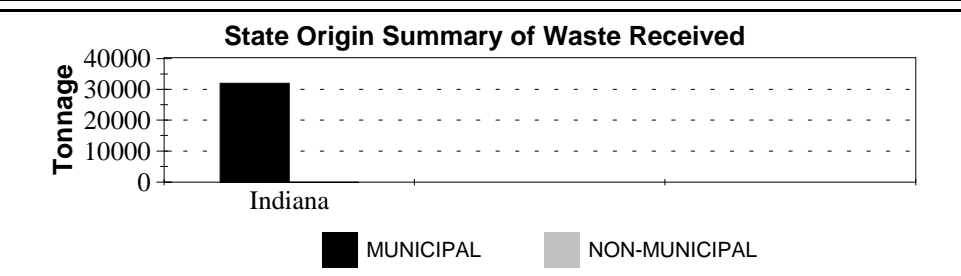 State Origin Summary of Waste Received
Tonnage
40000
30000
20000
10000
0
Indiana
MUNICIPAL NON-MUNICIPAL